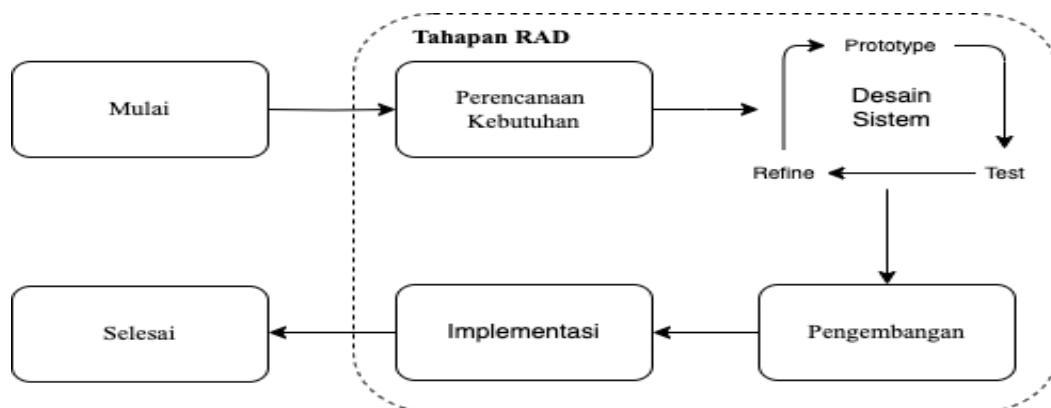 Tahapan RAD
Mulai
Perencanaan
Kebutuhan
Prototype
Desain
Sistem
Refine
Test
Selesai
Implementasi
Pengembangan